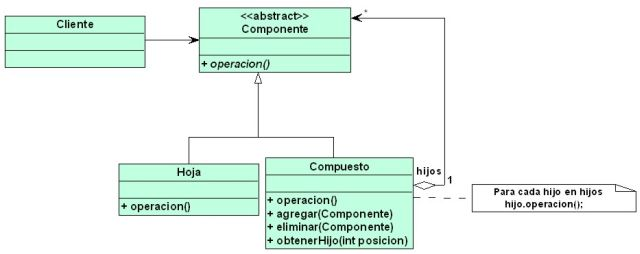 Cliente
<<abstract>>
Componente
+ operacion()
*
Hoja
+ operacion()
Compuesto
+ operacion()
+ agregar(Componente)
+ eliminar(Componente)
+ obtenerHijo(int posicion)
hijos
1
Para cada hijo en hijos
hijo.operacion();